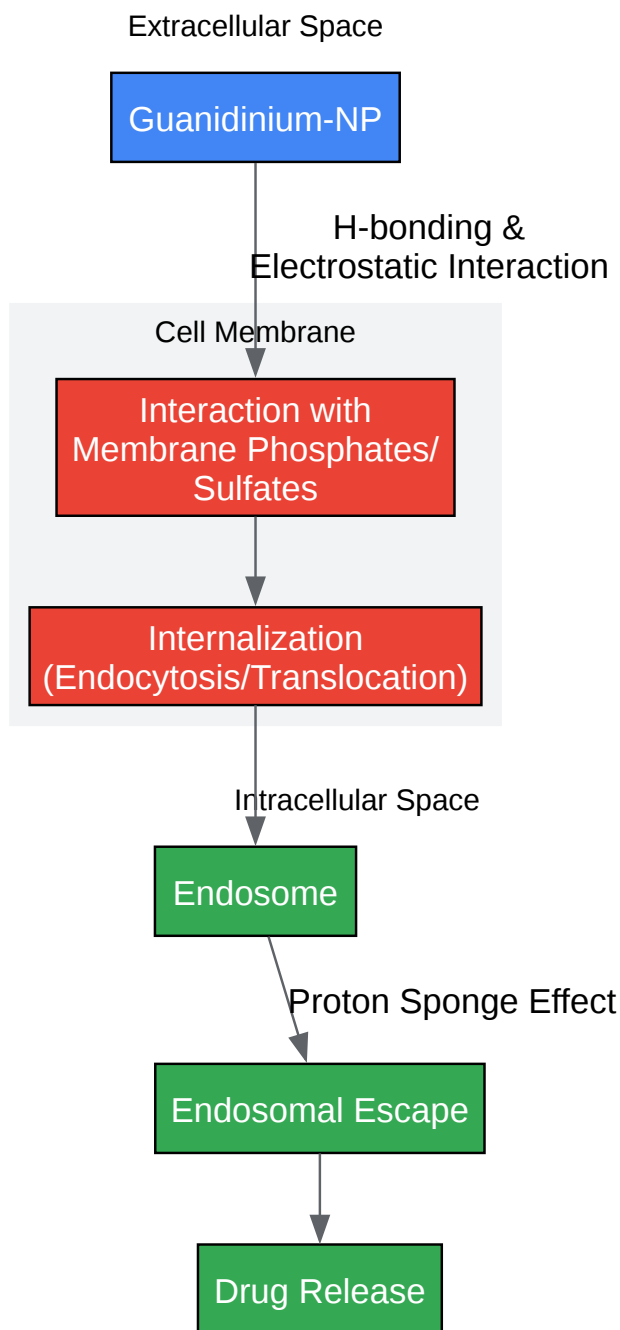 Extracellular Space
Guanidinium-NP
H-bonding &
Electrostatic Interaction
Cell Membrane
Interaction with
Membrane Phosphates/
Sulfates
Internalization
(Endocytosis/Translocation)
Intracellular Space
Endosome
Proton Sponge Effect
Endosomal Escape
Drug Release